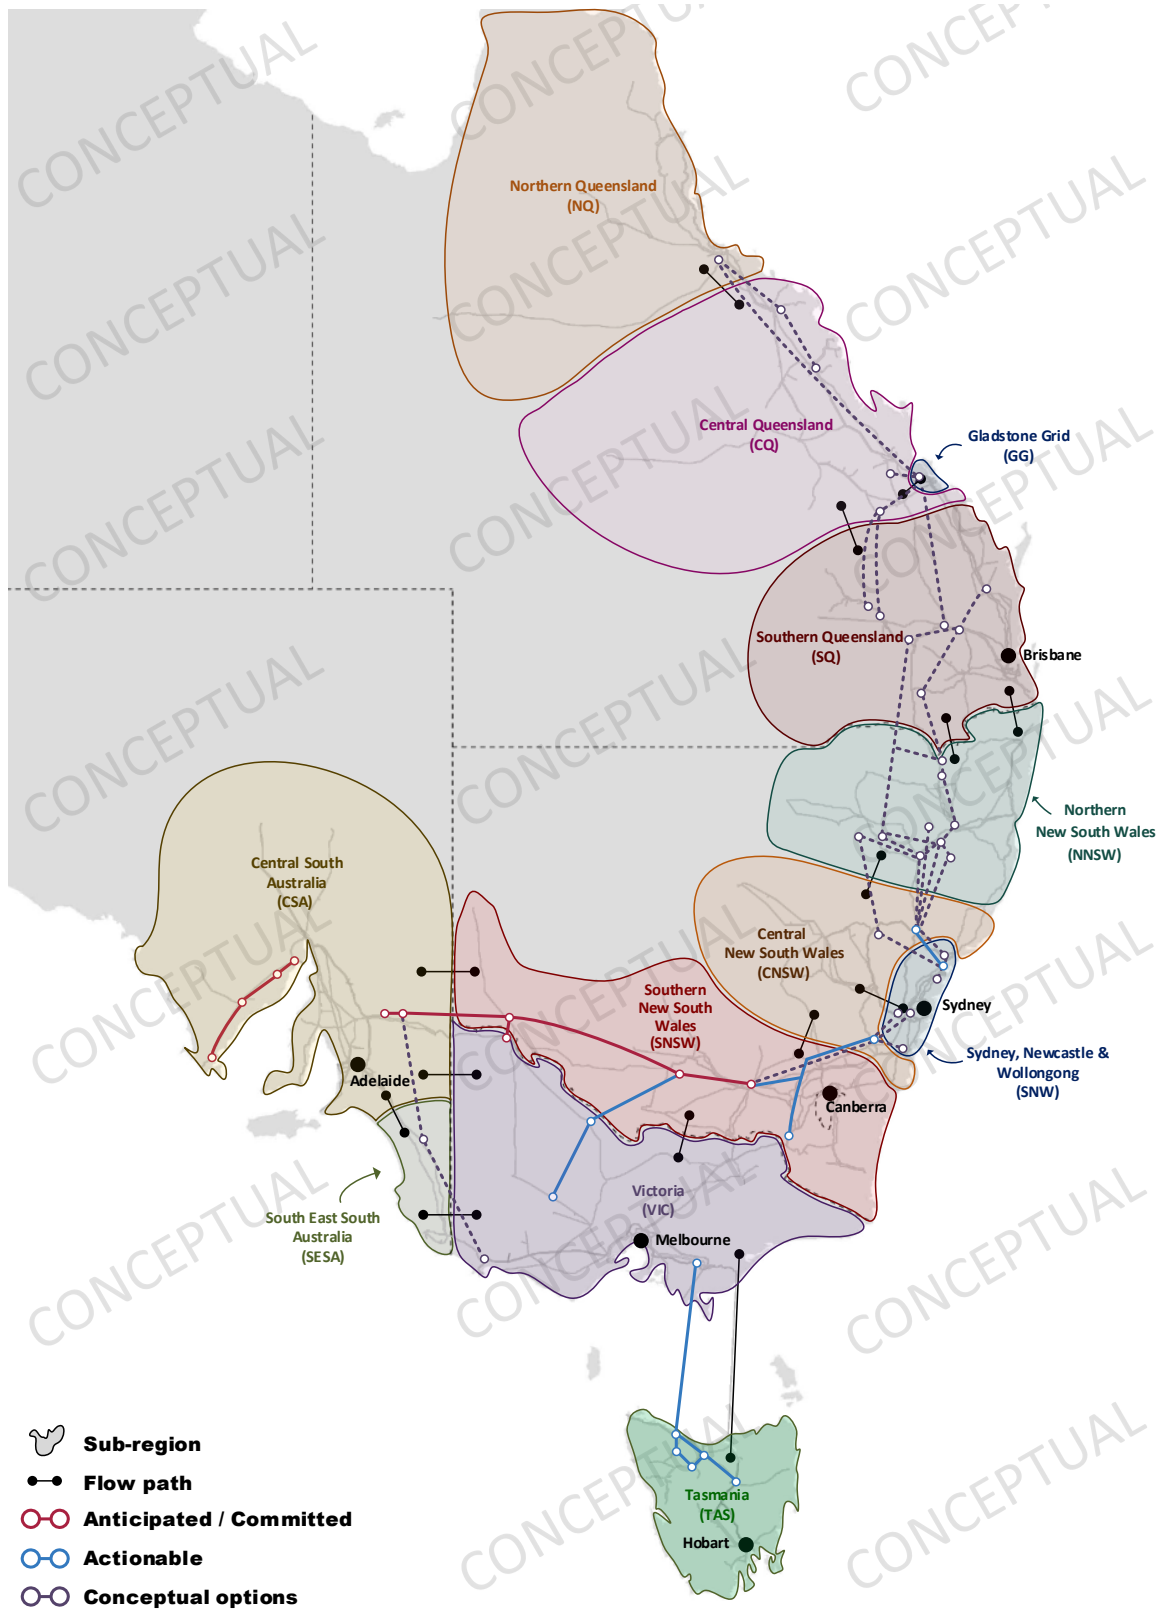 CONCEPTUAL
CONCEPTUAL
CONCEPTUAL
Northern Queensland
(NQ)
CONCEPTUAL
CONCEPTUAL
CONCEPTUAL
CONCEPTUAL
CONCEPTUAL
CONCEPTUAL
Central Queensland
(CQ)
Gladstone Grid
(GG)
CONCEPTUAL
CONCEPTUAL
CONCEPTUAL
Southern Queensland
(SQ)
Brisbane
CONCEPTUAL
CONCEPTUAL
CONCEPTUAL
Northern
New South Wales
(NNSW)
Central South
Australia
(CSA)
Central
New South Wales
(CNSW)
Southern
New South
Wales
(SNSW)
Sydney
Sydney, Newcastle &
Wollongong
(SNW)
CONCEPTUAL
CONCEPTUAL
CONCEPTUAL
Adelaide
Canberra
Victoria
(VIC)
South East South
Australia
(SESA)
Melbourne
CONCEPTUAL
CONCEPTUAL
CONCEPTUAL
Tasmania
(TAS)
Hobart
CONCEPTUAL
CONCEPTUAL
Sub-region
Flow path
Anticipated / Committed
Actionable
Conceptual options